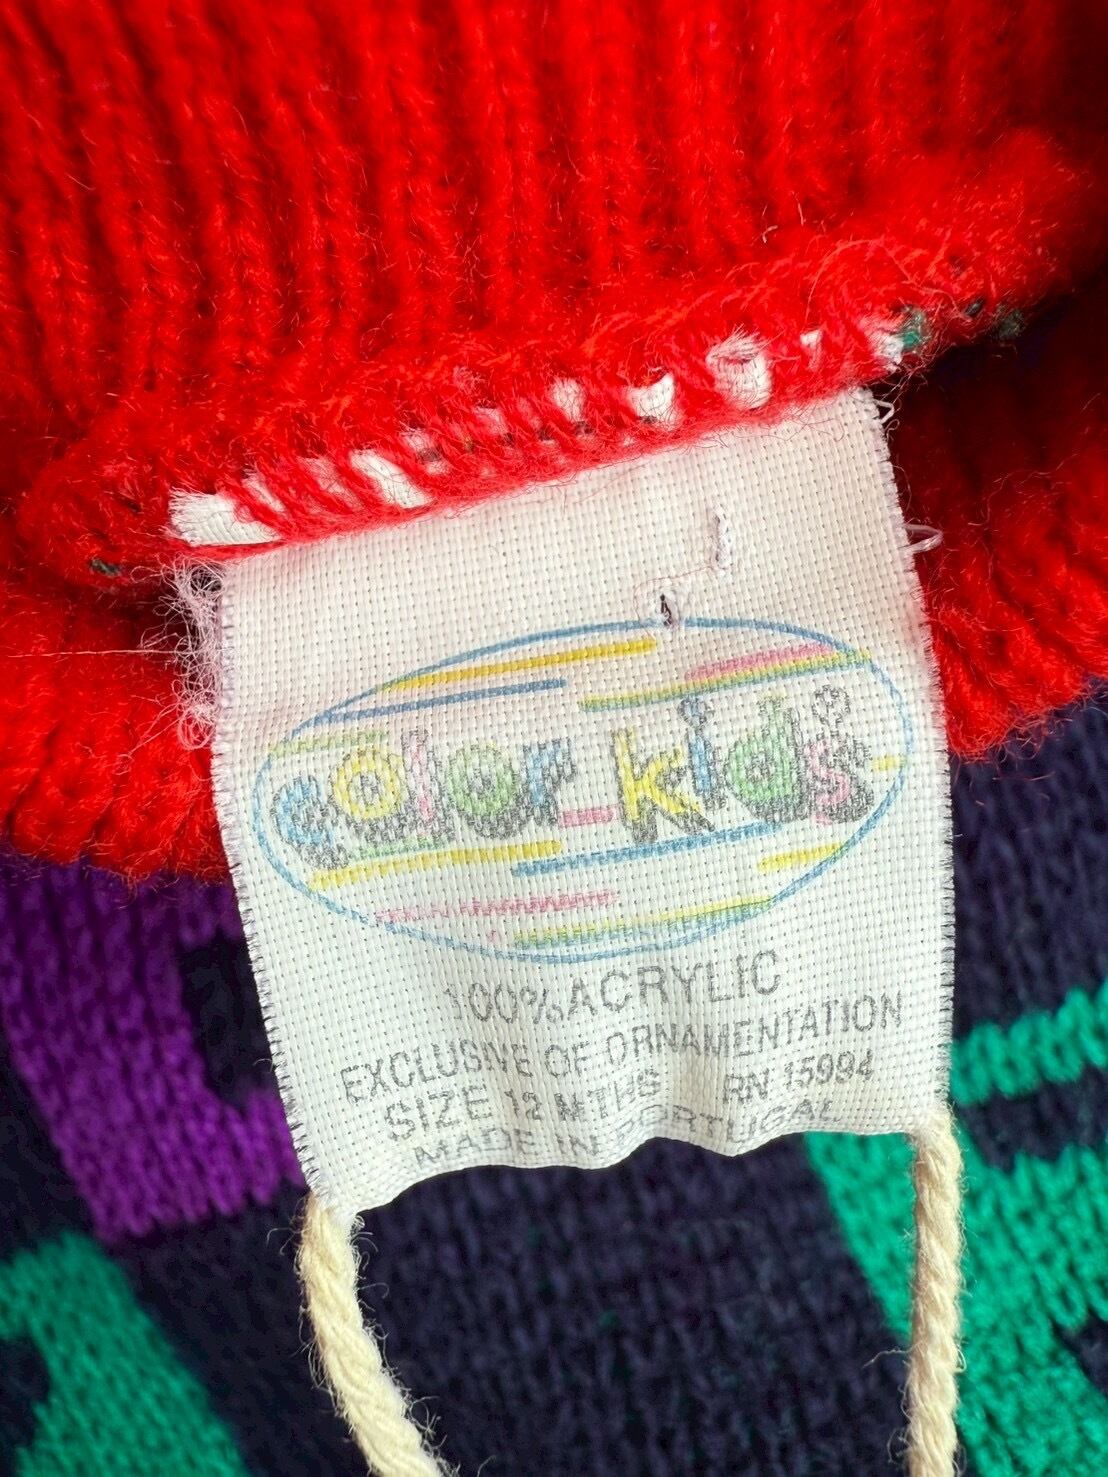 color kids
100% ACRYLIC
EXCLUSIVE OF ORNAMENTATION
SIZE 12 MTHS RN 15994
MADE IN PORTUGAL